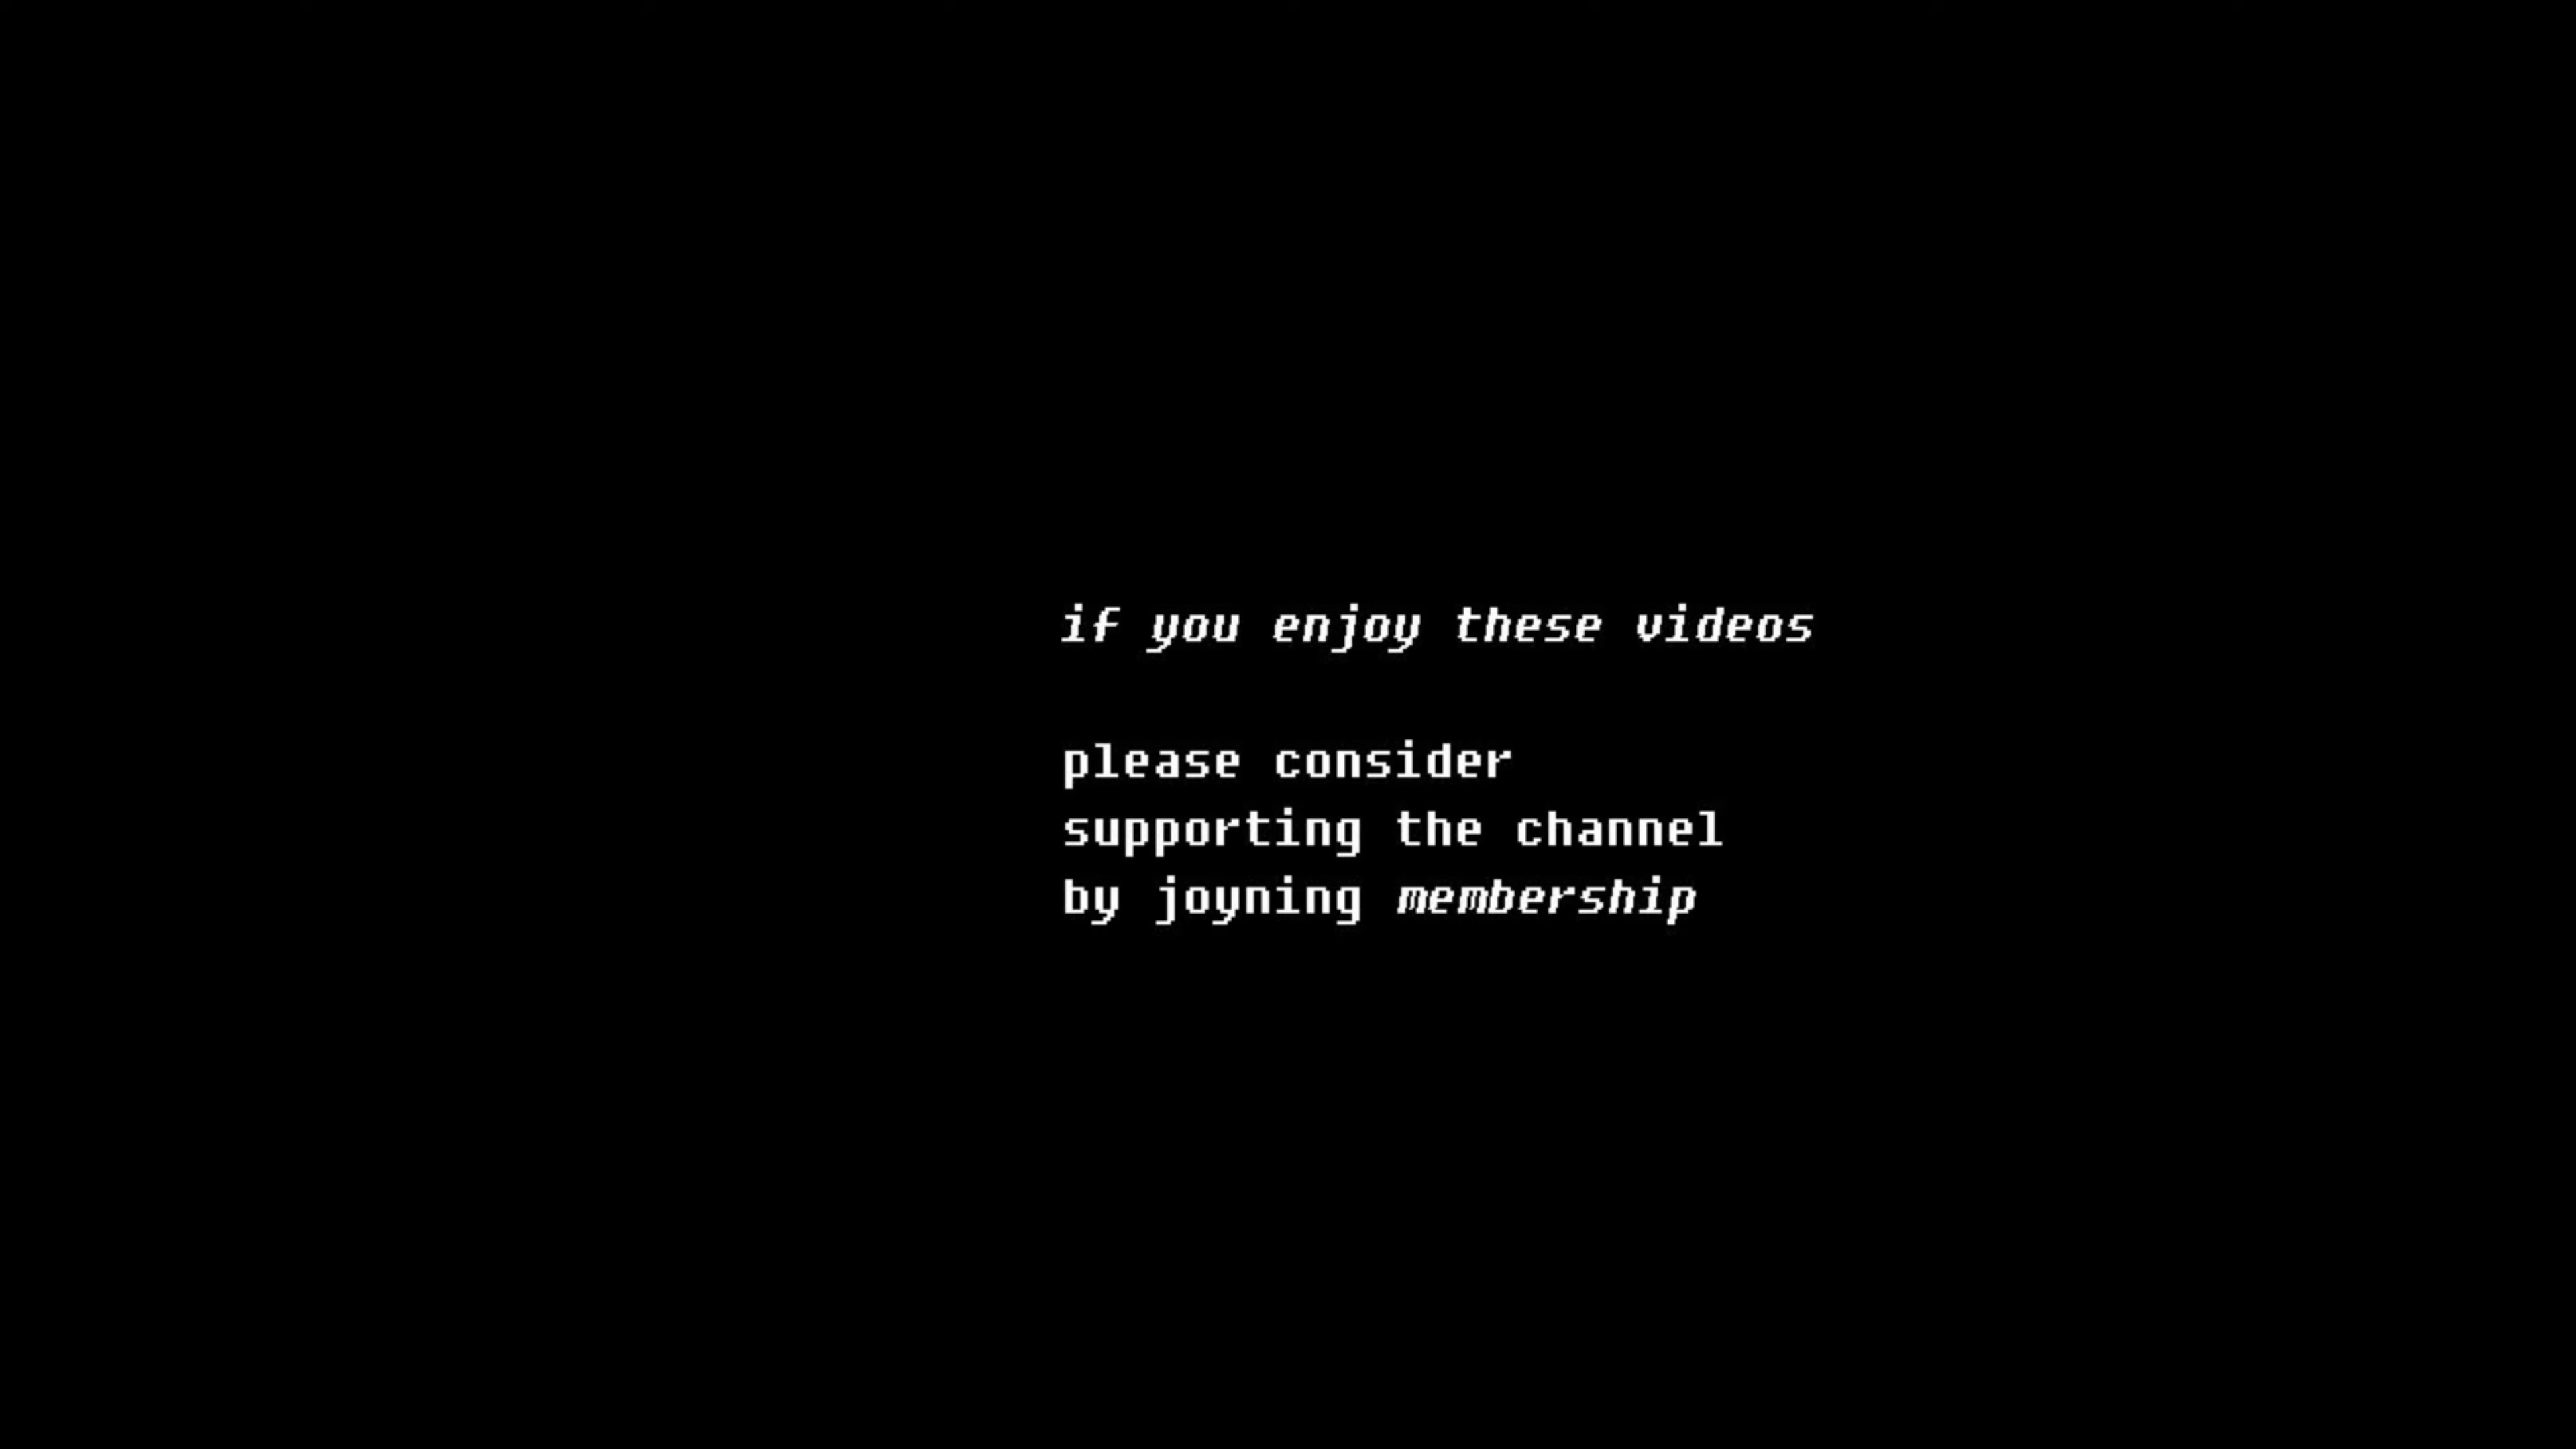 if you enjoy these videos
please consider
supporting the channel
by joyning membership